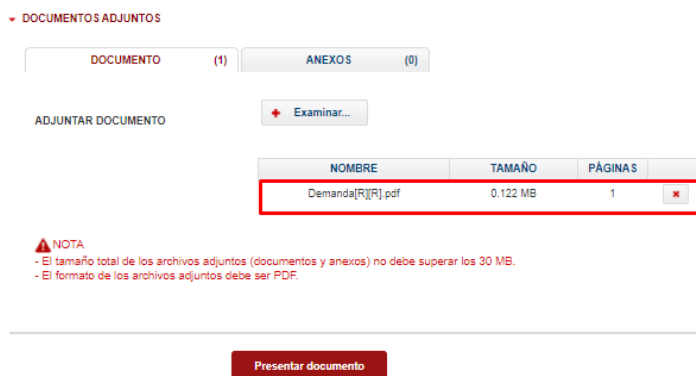 DOCUMENTOS ADJUNTOS
DOCUMENTO (1) ANEXOS (0)
ADJUNTAR DOCUMENTO Examinar...
NOMBRE TAMAÑO PÁGINAS
Demanda[R][R].pdf 0.122 MB 1
NOTA
- El tamaño total de los archivos adjuntos (documentos y anexos) no debe superar los 30 MB.
- El formato de los archivos adjuntos debe ser PDF.
Presentar documento